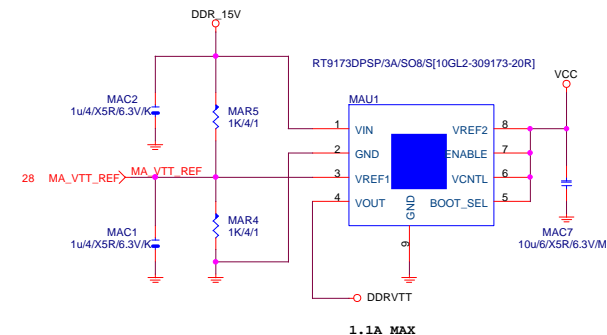 DDR_15V
RT9173DPSP/3A/SO8/S[10GL2-309173-20R]
VCC
MAC2
1u/4/X5R/6.3V/K
MAR5
1K/4/1
MAU1
1 VIN VREF2 8
2 GND ENABLE 7
28 MA_VTT_REF MA_VTT_REF 3 VREF1 VCNTL 6
4 VOUT BOOT_SEL 5
GND
9
MAC1
1u/4/X5R/6.3V/K
MAR4
1K/4/1
MAC7
10u/6/X5R/6.3V/M
DDRVTT
1.1A MAX